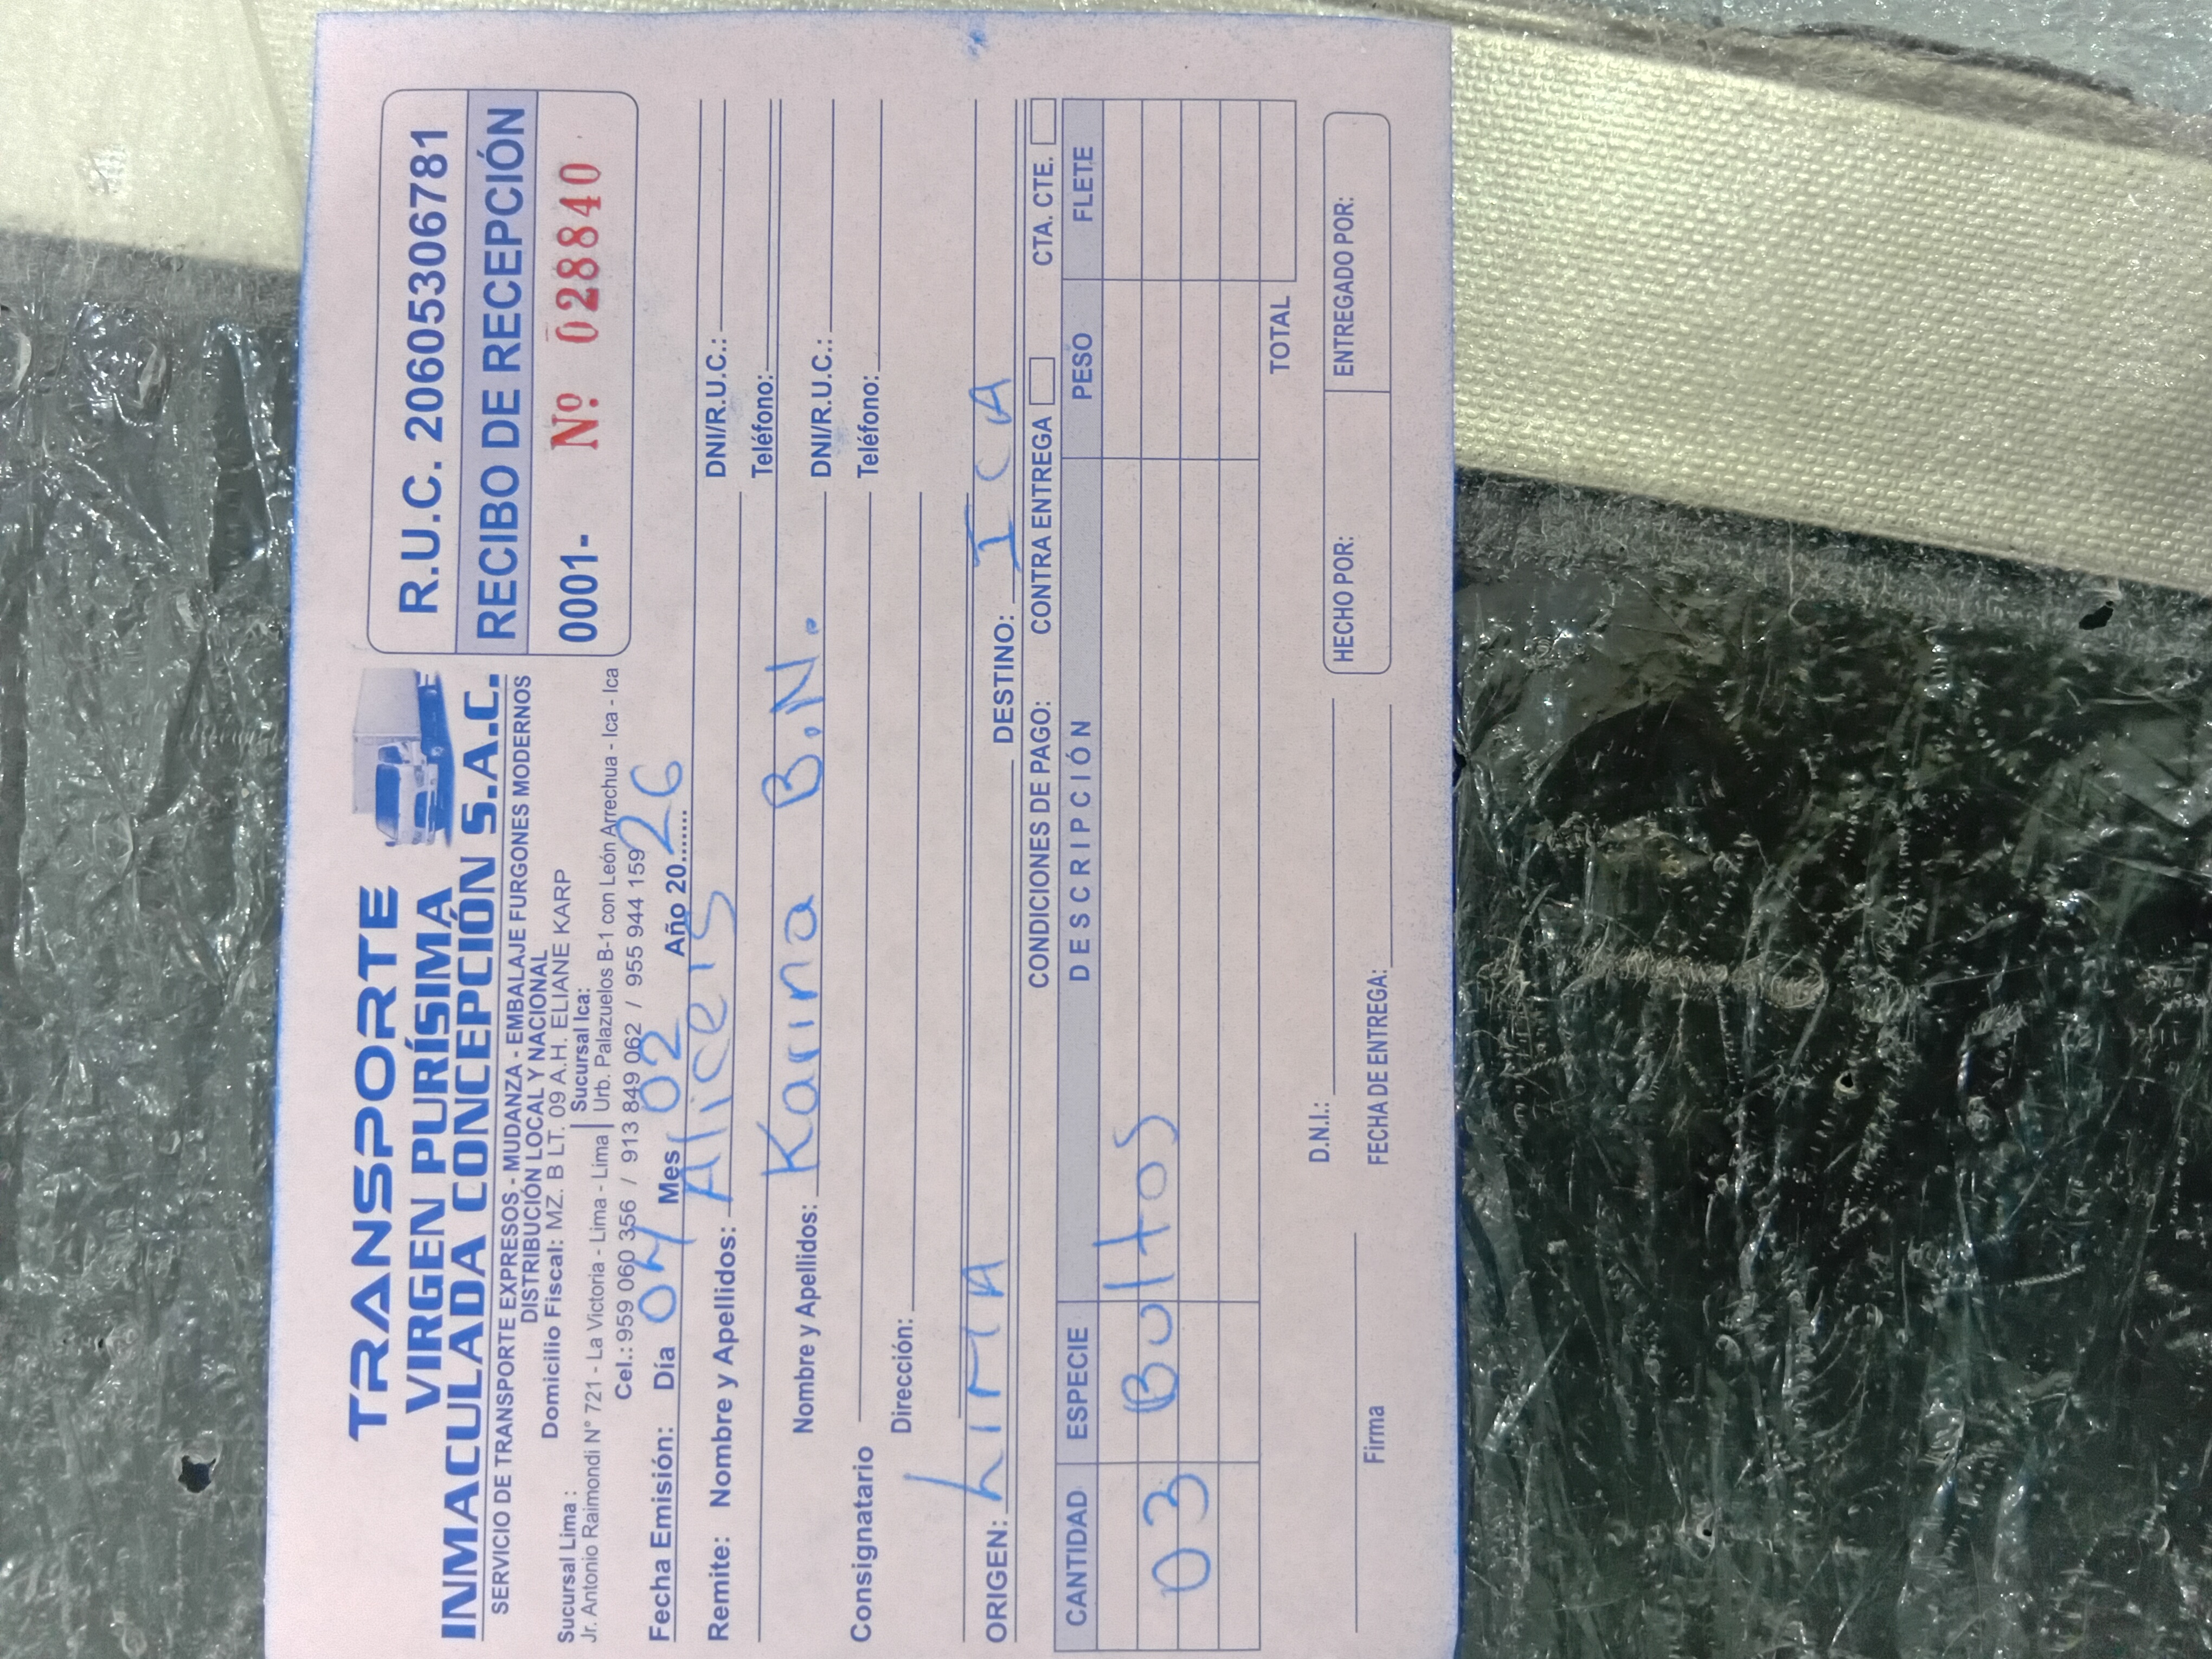 TRANSPORTE
VIRGEN PURÍSIMA
INMACULADA CONCEPCIÓN S.A.C.
SERVICIO DE TRANSPORTE EXPRESOS - MUDANZA - EMBALAJE FURGONES MODERNOS
DISTRIBUCIÓN LOCAL Y NACIONAL
Domicilio Fiscal: MZ. B LT. 09 A.H. ELIANE KARP
Sucursal Lima :
Jr. Antonio Raimondi N° 721 - La Victoria - Lima - Lima
Sucursal Ica:
Urb. Palazuelos B-1 con León Arrechua - Ica - Ica
Cel.: 959 060 356 / 913 849 062 / 955 944 159
R.U.C. 20605306781
RECIBO DE RECEPCIÓN
0001- Nº 028840
Fecha Emisión: Día 04 Mes 02 Año 20 26
Remite: Nombre y Apellidos: Aliceis DNI/R.U.C.:
Teléfono:
Nombre y Apellidos: Karina B.N. DNI/R.U.C.:
Consignatario Teléfono:
Dirección:
ORIGEN: LIMA DESTINO: ICA
CONDICIONES DE PAGO: CONTRA ENTREGA CTA. CTE.
CANTIDAD ESPECIE DESCRIPCIÓN PESO FLETE
03 Bultos
TOTAL
D.N.I.:
Firma FECHA DE ENTREGA:
HECHO POR: ENTREGADO POR: